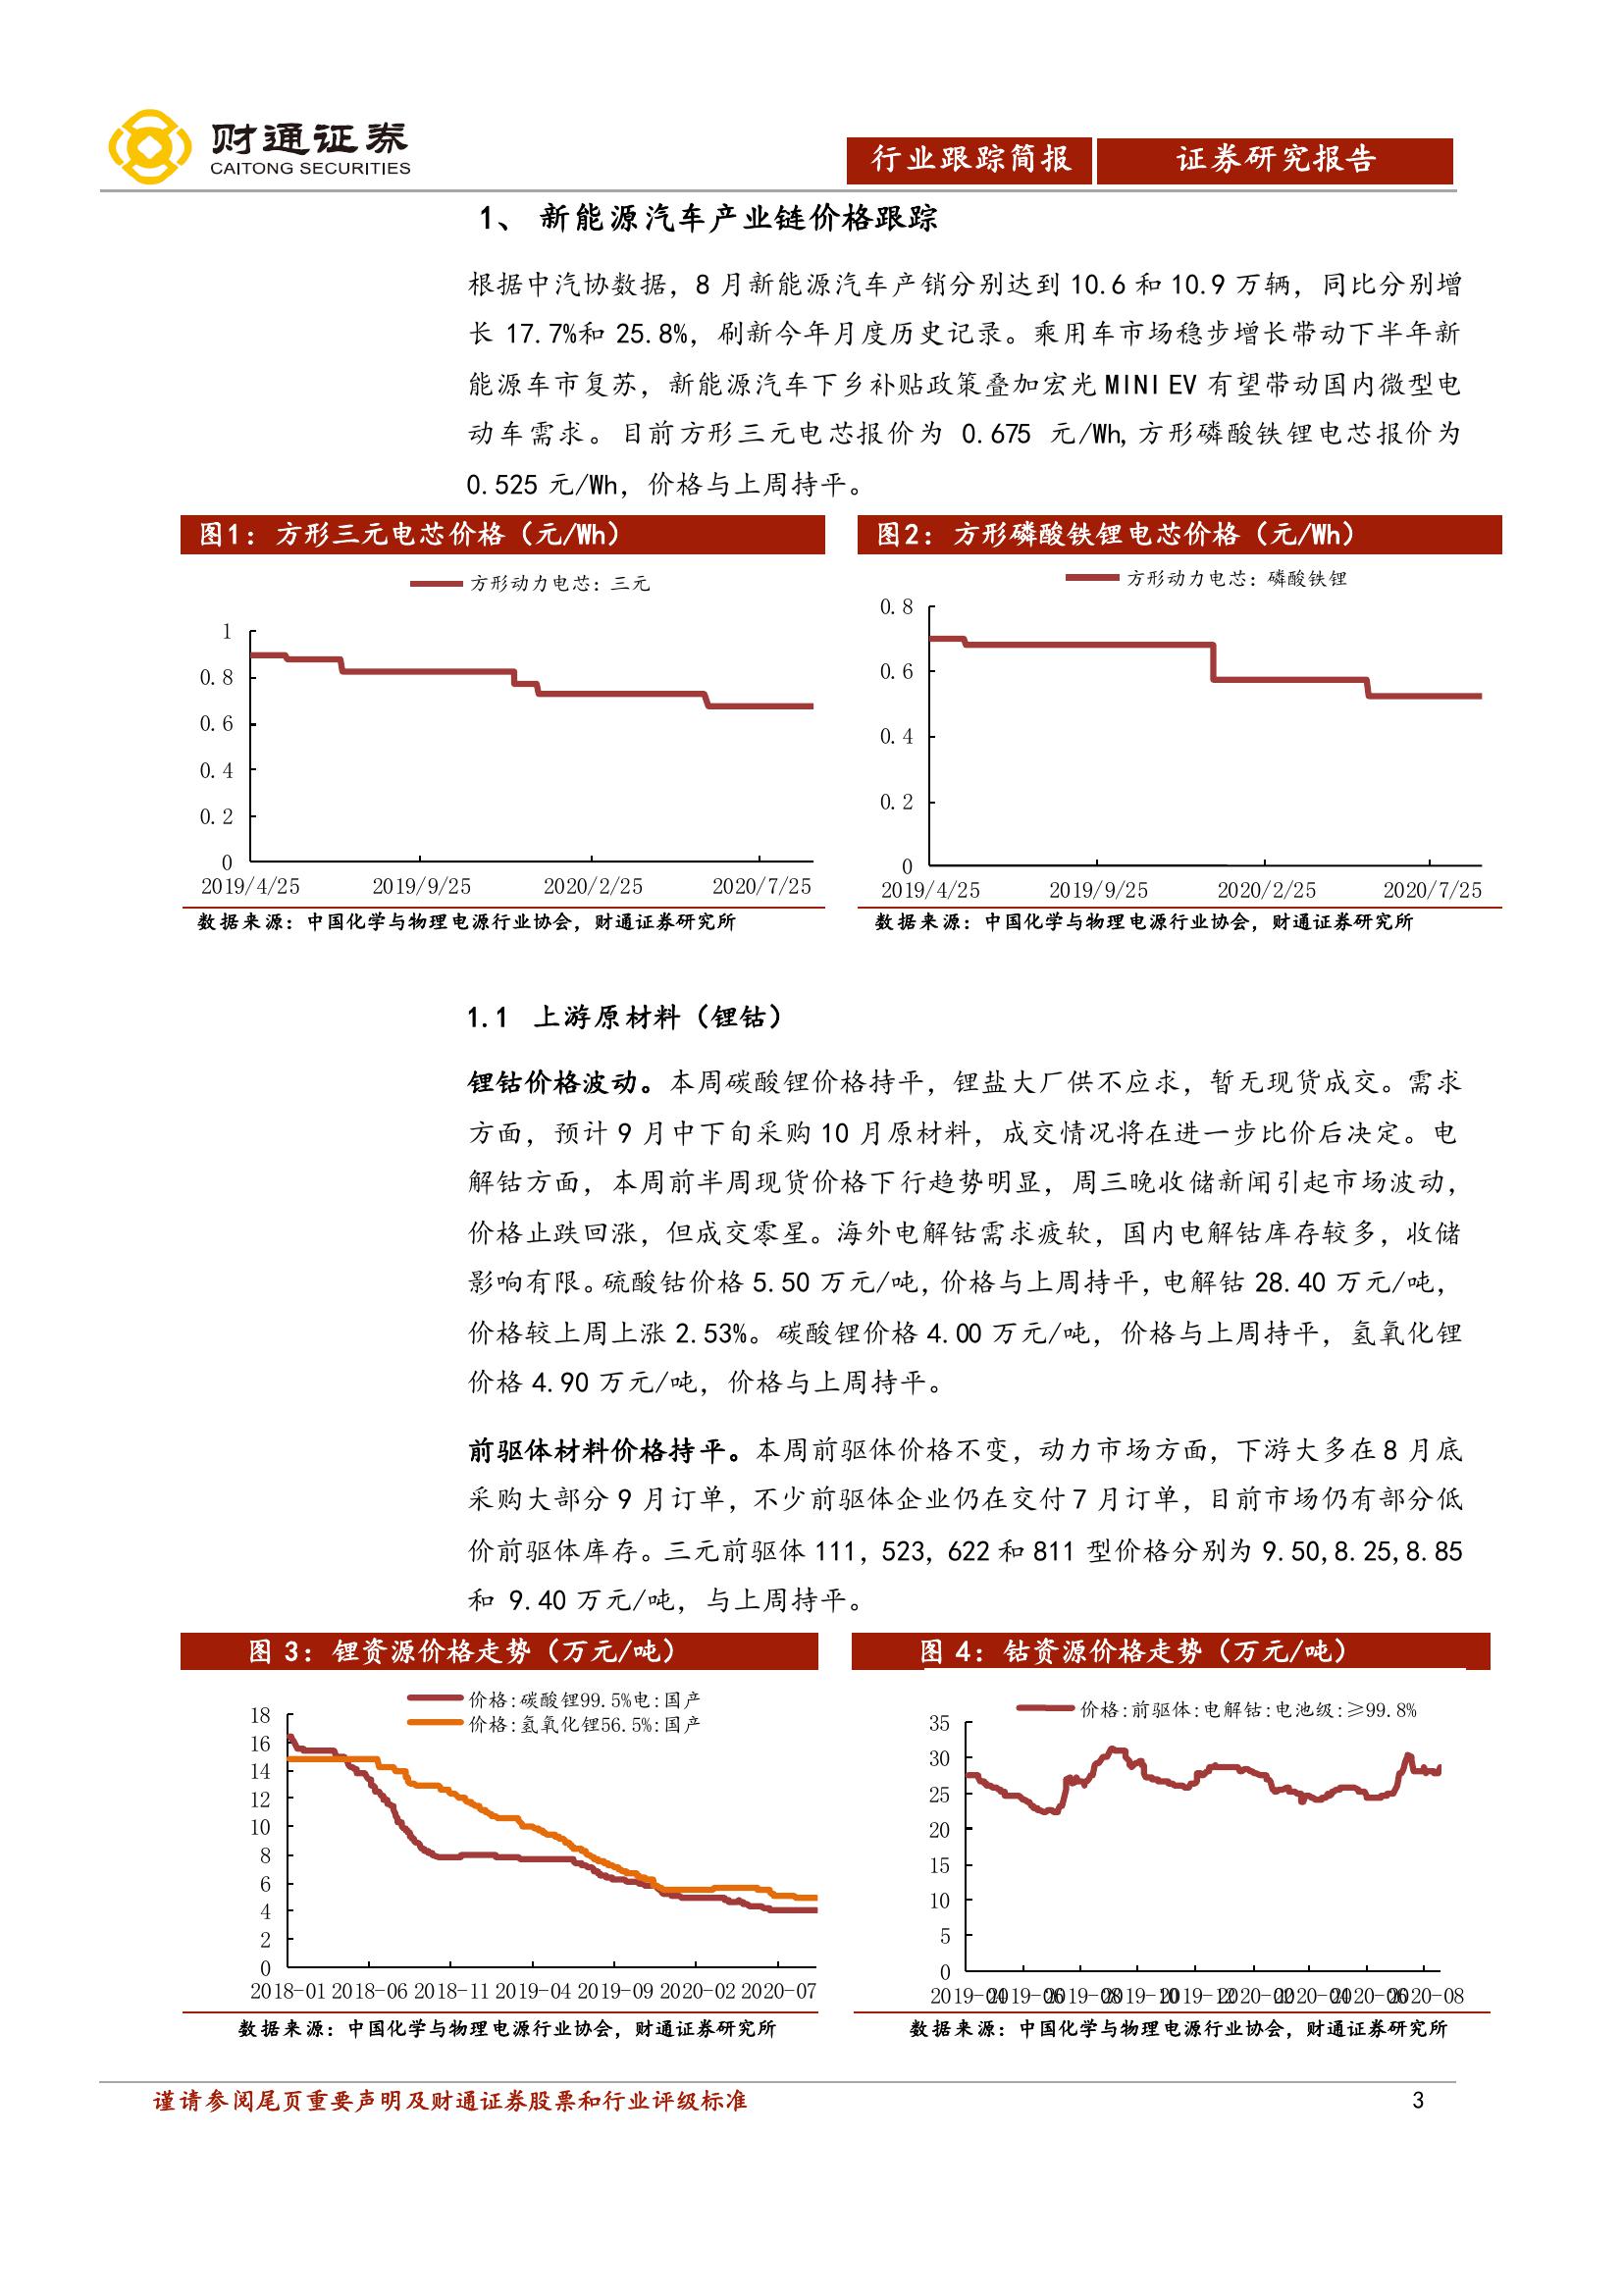 财通证券
CAITONG SECURITIES
行业跟踪简报 证券研究报告
1、 新能源汽车产业链价格跟踪
根据中汽协数据，8 月新能源汽车产销分别达到 10.6 和 10.9 万辆，同比分别增
长 17.7%和 25.8%，刷新今年月度历史记录。乘用车市场稳步增长带动下半年新
能源车市复苏，新能源汽车下乡补贴政策叠加宏光 MINI EV 有望带动国内微型电
动车需求。目前方形三元电芯报价为 0.675 元/Wh,方形磷酸铁锂电芯报价为
0.525 元/Wh，价格与上周持平。
图1：方形三元电芯价格（元/Wh）
方形动力电芯：三元
1
0.8
0.6
0.4
0.2
0
2019/4/25 2019/9/25 2020/2/25 2020/7/25
数据来源：中国化学与物理电源行业协会，财通证券研究所
图2：方形磷酸铁锂电芯价格（元/Wh）
方形动力电芯：磷酸铁锂
0.8
0.6
0.4
0.2
0
2019/4/25 2019/9/25 2020/2/25 2020/7/25
数据来源：中国化学与物理电源行业协会，财通证券研究所
1.1 上游原材料（锂钴）
锂钴价格波动。本周碳酸锂价格持平，锂盐大厂供不应求，暂无现货成交。需求
方面，预计 9 月中下旬采购 10 月原材料，成交情况将在进一步比价后决定。电
解钴方面，本周前半周现货价格下行趋势明显，周三晚收储新闻引起市场波动，
价格止跌回涨，但成交零星。海外电解钴需求疲软，国内电解钴库存较多，收储
影响有限。硫酸钴价格 5.50 万元/吨，价格与上周持平，电解钴 28.40 万元/吨，
价格较上周上涨 2.53%。碳酸锂价格 4.00 万元/吨，价格与上周持平，氢氧化锂
价格 4.90 万元/吨，价格与上周持平。
前驱体材料价格持平。本周前驱体价格不变，动力市场方面，下游大多在 8 月底
采购大部分 9 月订单，不少前驱体企业仍在交付 7 月订单，目前市场仍有部分低
价前驱体库存。三元前驱体 111，523，622 和 811 型价格分别为 9.50,8.25,8.85
和 9.40 万元/吨，与上周持平。
图 3：锂资源价格走势（万元/吨）
价格:碳酸锂99.5%电:国产
价格:氢氧化锂56.5%:国产
18
16
14
12
10
8
6
4
2
0
2018-01 2018-06 2018-11 2019-04 2019-09 2020-02 2020-07
数据来源：中国化学与物理电源行业协会，财通证券研究所
图 4：钴资源价格走势（万元/吨）
价格:前驱体:电解钴:电池级:≥99.8%
35
30
25
20
15
10
5
0
2019-04 2019-06 2019-08 2019-10 2019-12 2020-02 2020-04 2020-06 2020-08
数据来源：中国化学与物理电源行业协会，财通证券研究所
谨请参阅尾页重要声明及财通证券股票和行业评级标准 3